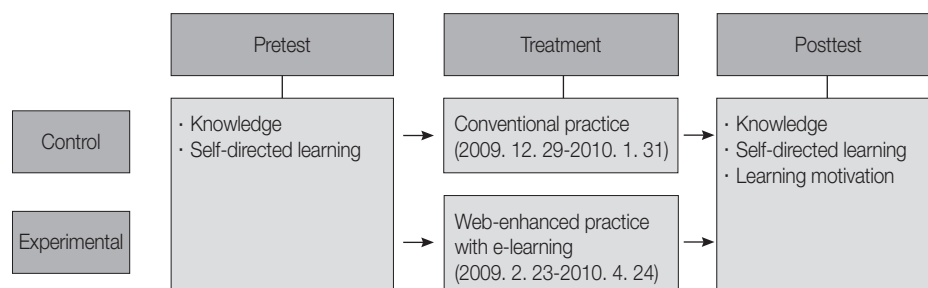 Pretest
Treatment
Posttest
Control
· Knowledge
· Self-directed learning
Conventional practice
(2009. 12. 29-2010. 1. 31)
· Knowledge
· Self-directed learning
· Learning motivation
Experimental
Web-enhanced practice
with e-learning
(2009. 2. 23-2010. 4. 24)